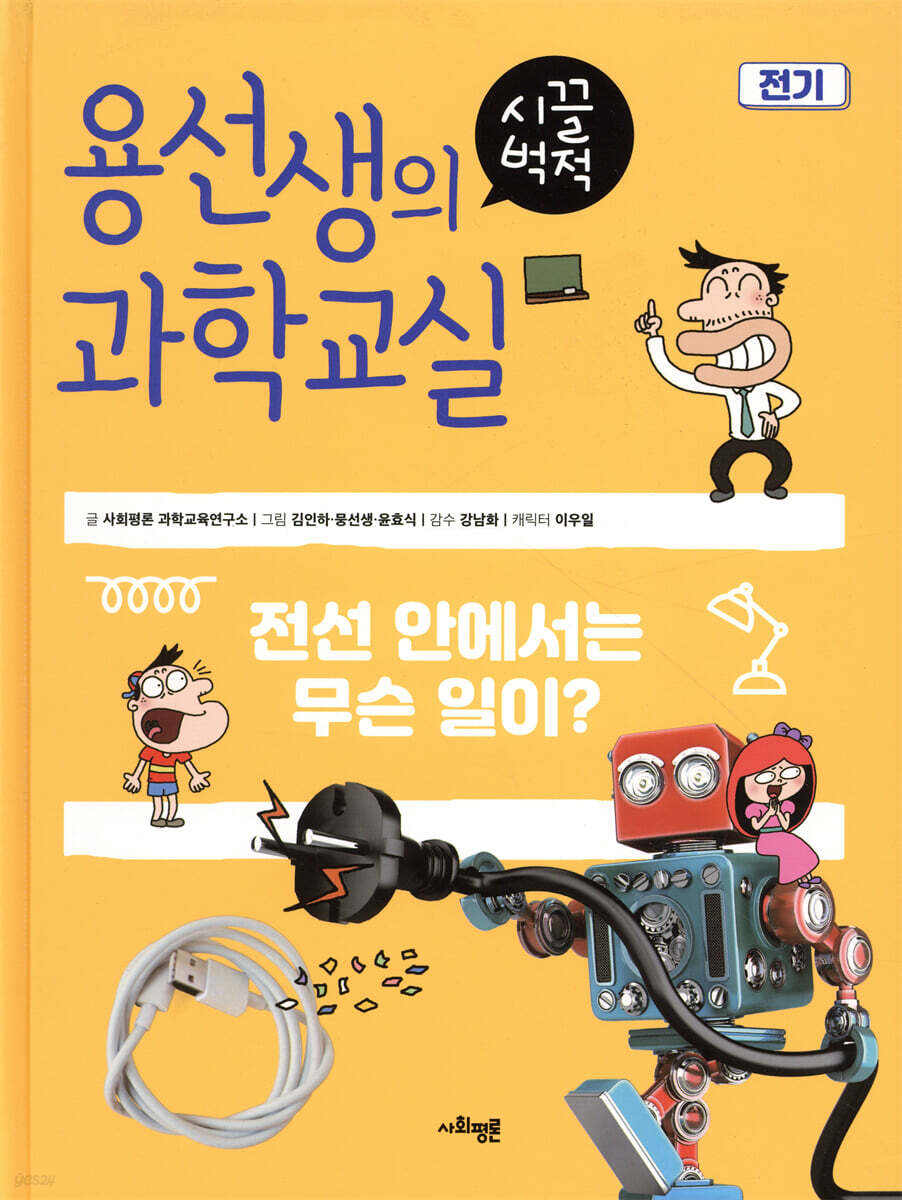 전기
시끌
벅적
용선생의
과학교실
글 사회평론 과학교육연구소 | 그림 김인하·뭉선생·윤효식 | 감수 강남화 | 캐릭터 이우일
전선 안에서는
무슨 일이?
사회평론
yes24